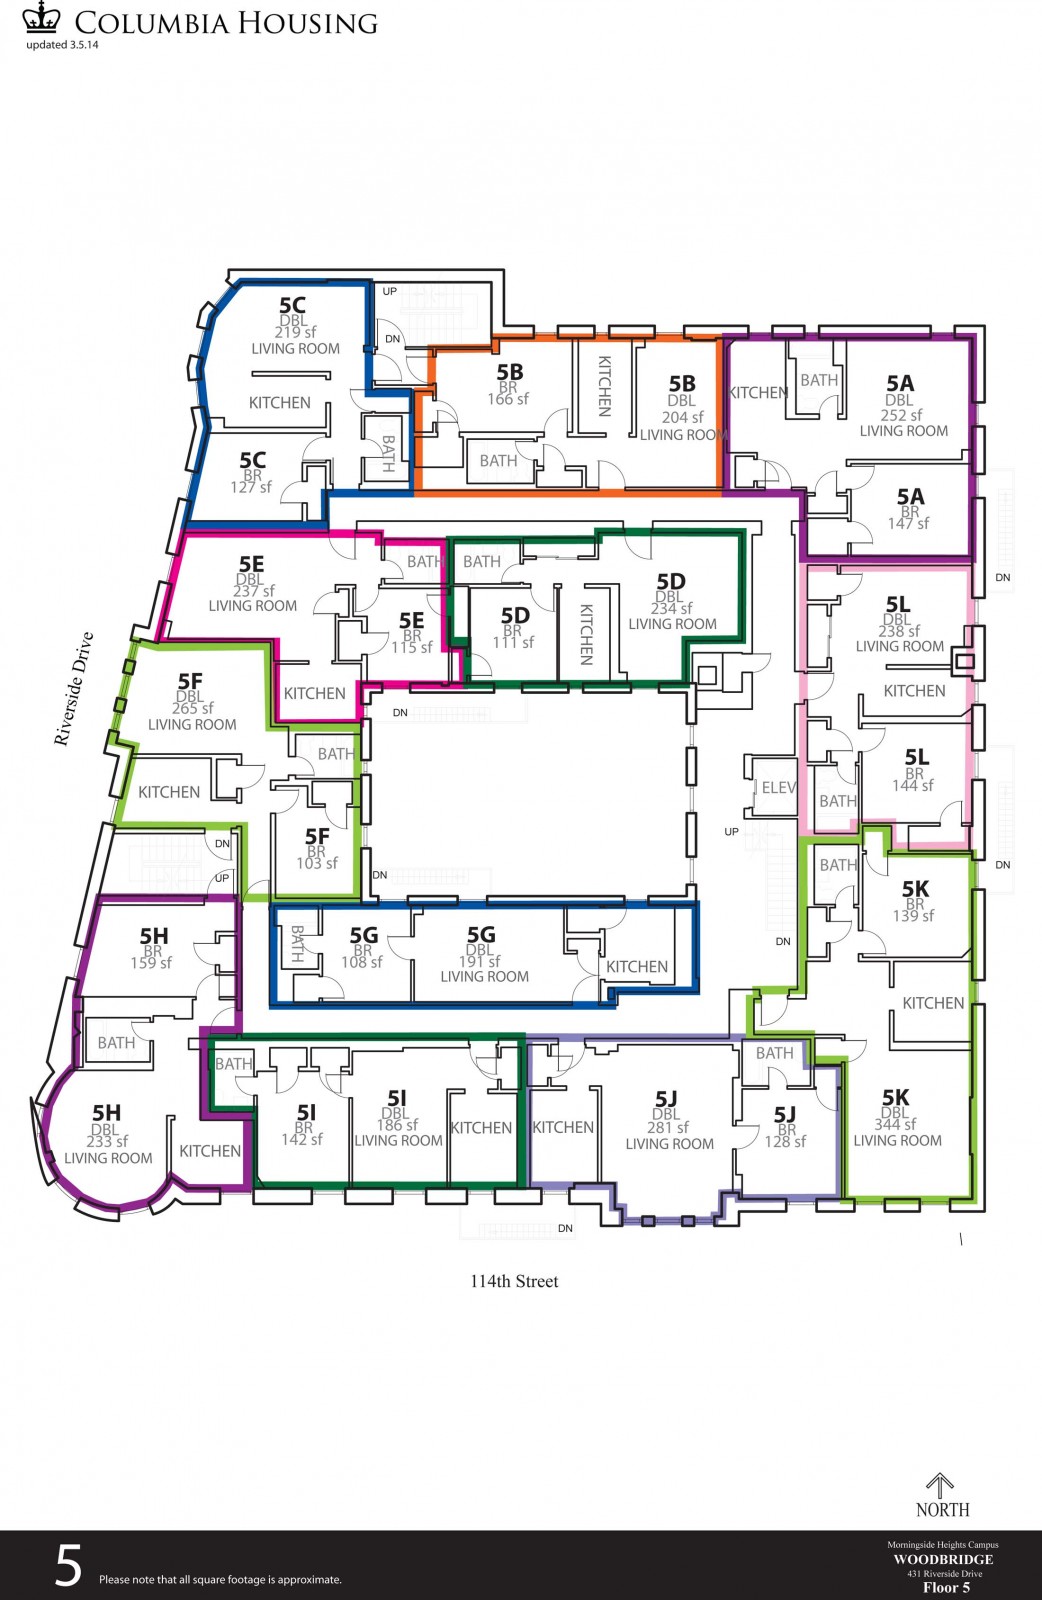 COLUMBIA HOUSING
updated 3.5.14
5C
DBL
219 sf
LIVING ROOM
KITCHEN
5C
BR
127 sf
BATH
UP
DN
5B
BR
166 sf
KITCHEN
5B
DBL
204 sf
LIVING ROOM
BATH
KITCHEN
BATH
5A
DBL
252 sf
LIVING ROOM
5A
BR
147 sf
5E
DBL
237 sf
LIVING ROOM
BATH
5E
BR
115 sf
KITCHEN
BATH
5D
BR
111 sf
KITCHEN
5D
DBL
234 sf
LIVING ROOM
DN
5L
DBL
238 sf
LIVING ROOM
KITCHEN
5L
BR
144 sf
BATH
Riverside Drive
5F
DBL
265 sf
LIVING ROOM
BATH
KITCHEN
5F
BR
103 sf
DN
DN
ELEV
UP
DN
DN
UP
DN
BATH
5K
BR
139 sf
KITCHEN
5K
DBL
344 sf
LIVING ROOM
5H
BR
159 sf
BATH
5H
DBL
233 sf
LIVING ROOM
KITCHEN
BATH
5G
BR
108 sf
5G
DBL
191 sf
LIVING ROOM
KITCHEN
DN
BATH
5I
BR
142 sf
5I
DBL
186 sf
LIVING ROOM
KITCHEN
KITCHEN
5J
DBL
281 sf
LIVING ROOM
BATH
5J
BR
128 sf
DN
114th Street
NORTH
5
Please note that all square footage is approximate.
Morningside Heights Campus
WOODBRIDGE
431 Riverside Drive
Floor 5